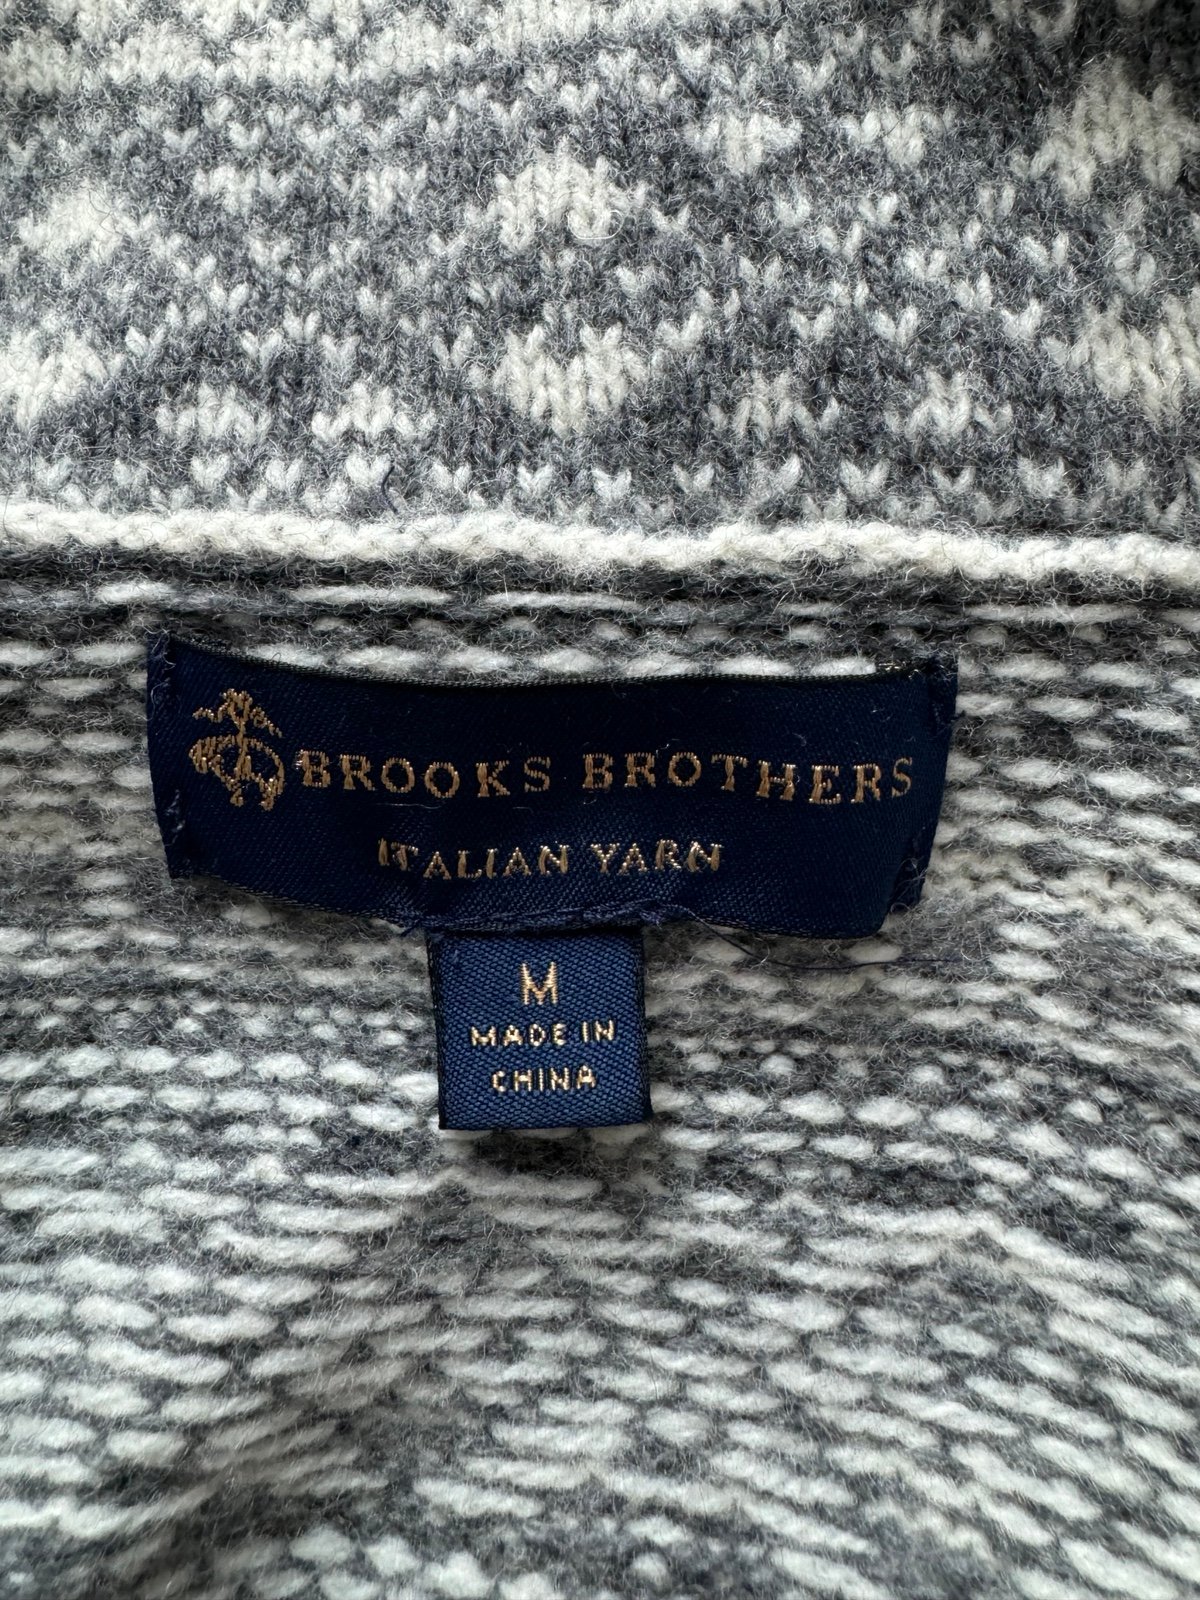 BROOKS BROTHERS
ITALIAN YARN
M
MADE IN
CHINA